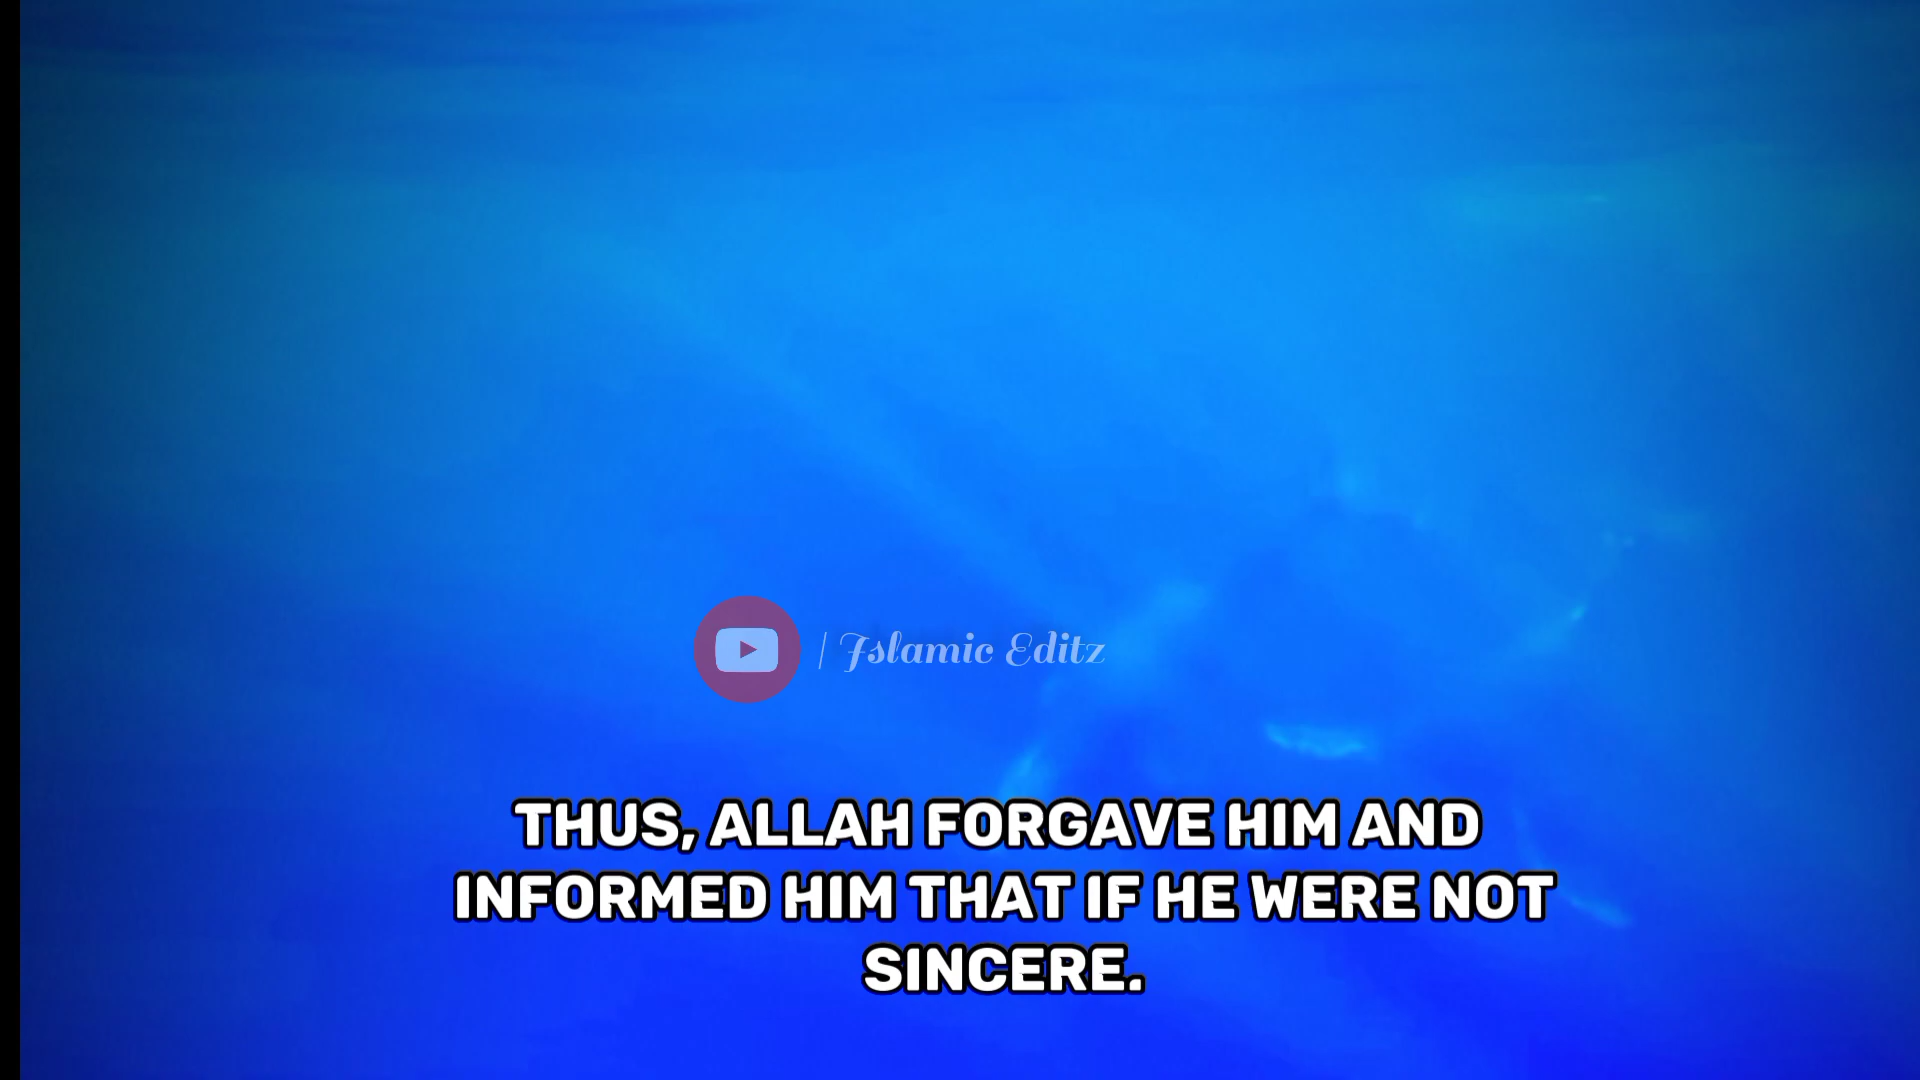 | Islamic Editz
THUS, ALLAH FORGAVE HIM AND
INFORMED HIM THAT IF HE WERE NOT
SINCERE.